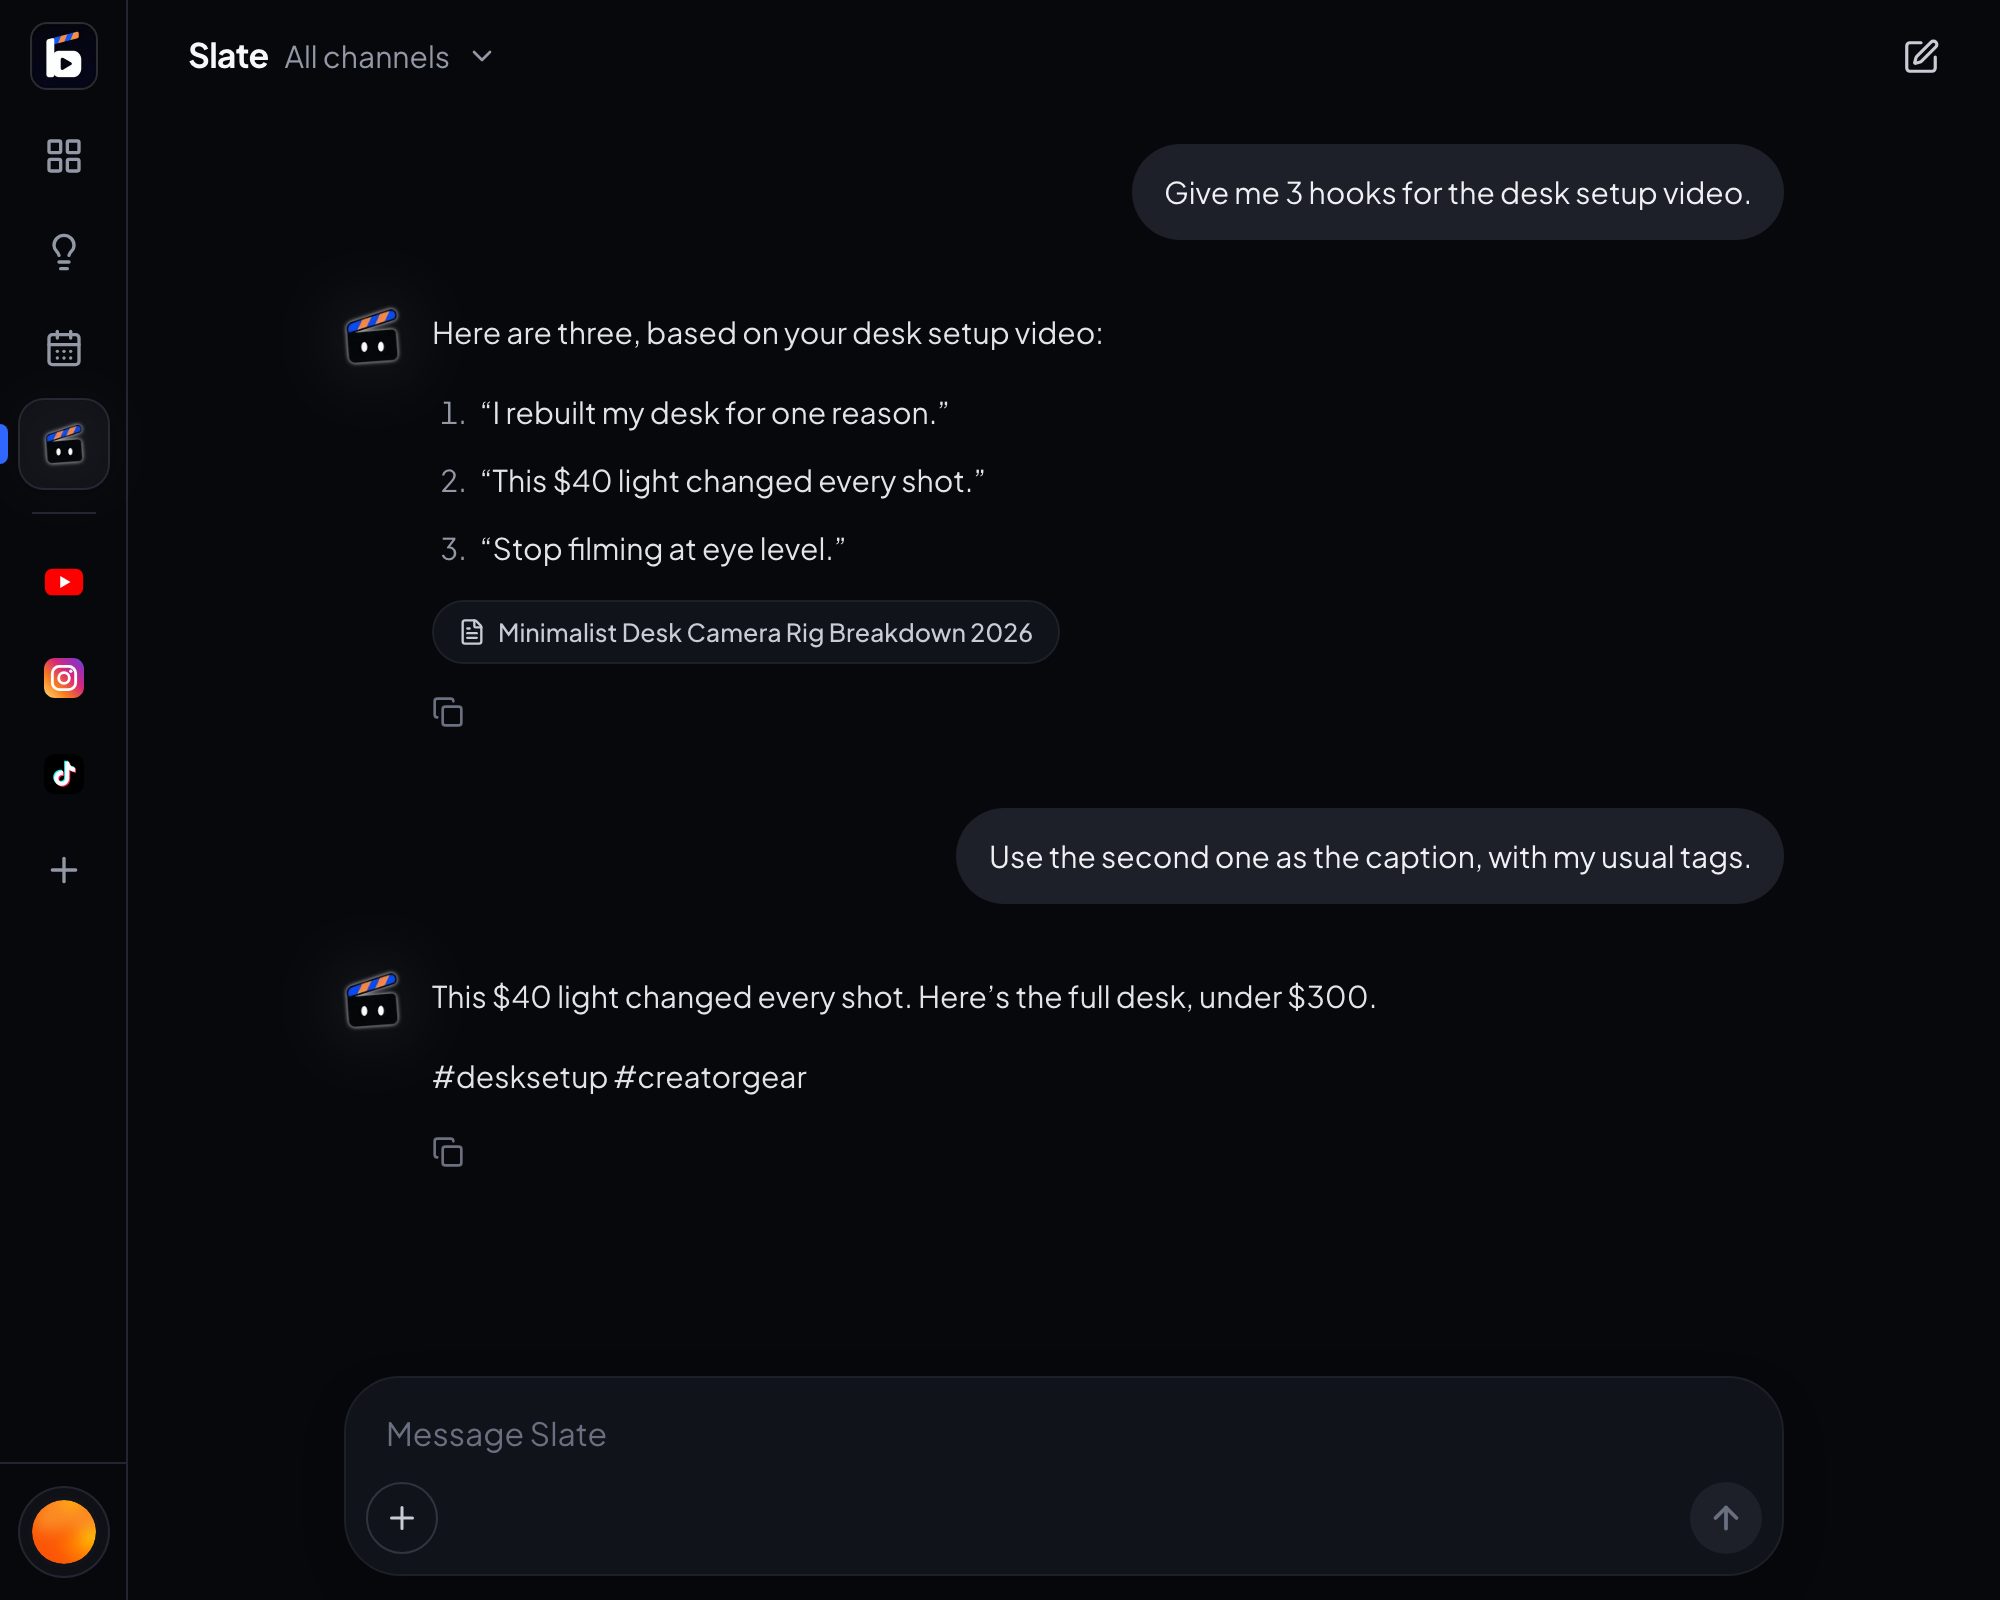 Slate All channels
Give me 3 hooks for the desk setup video.
Here are three, based on your desk setup video:
1. “I rebuilt my desk for one reason.”
2. “This $40 light changed every shot.”
3. “Stop filming at eye level.”
Minimalist Desk Camera Rig Breakdown 2026
Use the second one as the caption, with my usual tags.
This $40 light changed every shot. Here’s the full desk, under $300.
#desksetup #creatorgear
Message Slate